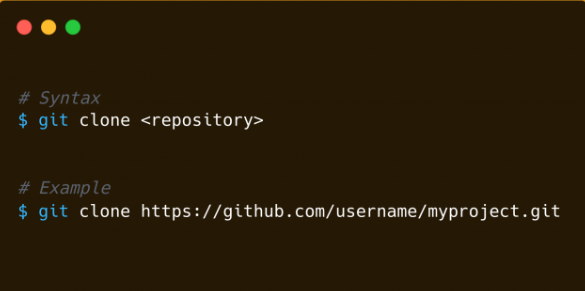 # Syntax
$ git clone <repository>
# Example
$ git clone https://github.com/username/myproject.git